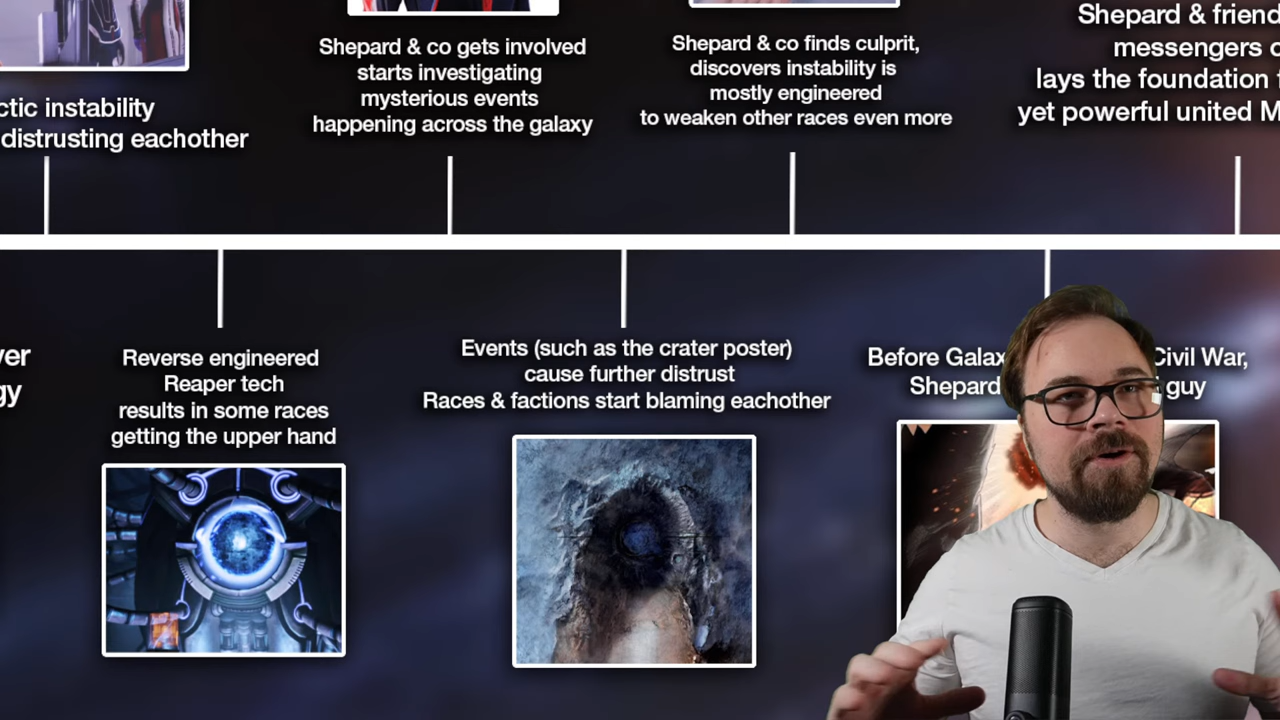 ctic instability
distrusting eachother
Shepard & co gets involved
starts investigating
mysterious events
happening across the galaxy
Shepard & co finds culprit,
discovers instability is
mostly engineered
to weaken other races even more
Shepard & friend
messengers o
lays the foundation
yet powerful united M
ver
gy
Reverse engineered
Reaper tech
results in some races
getting the upper hand
Events (such as the crater poster)
cause further distrust
Races & factions start blaming eachother
Before Galax Civil War,
Shepard guy